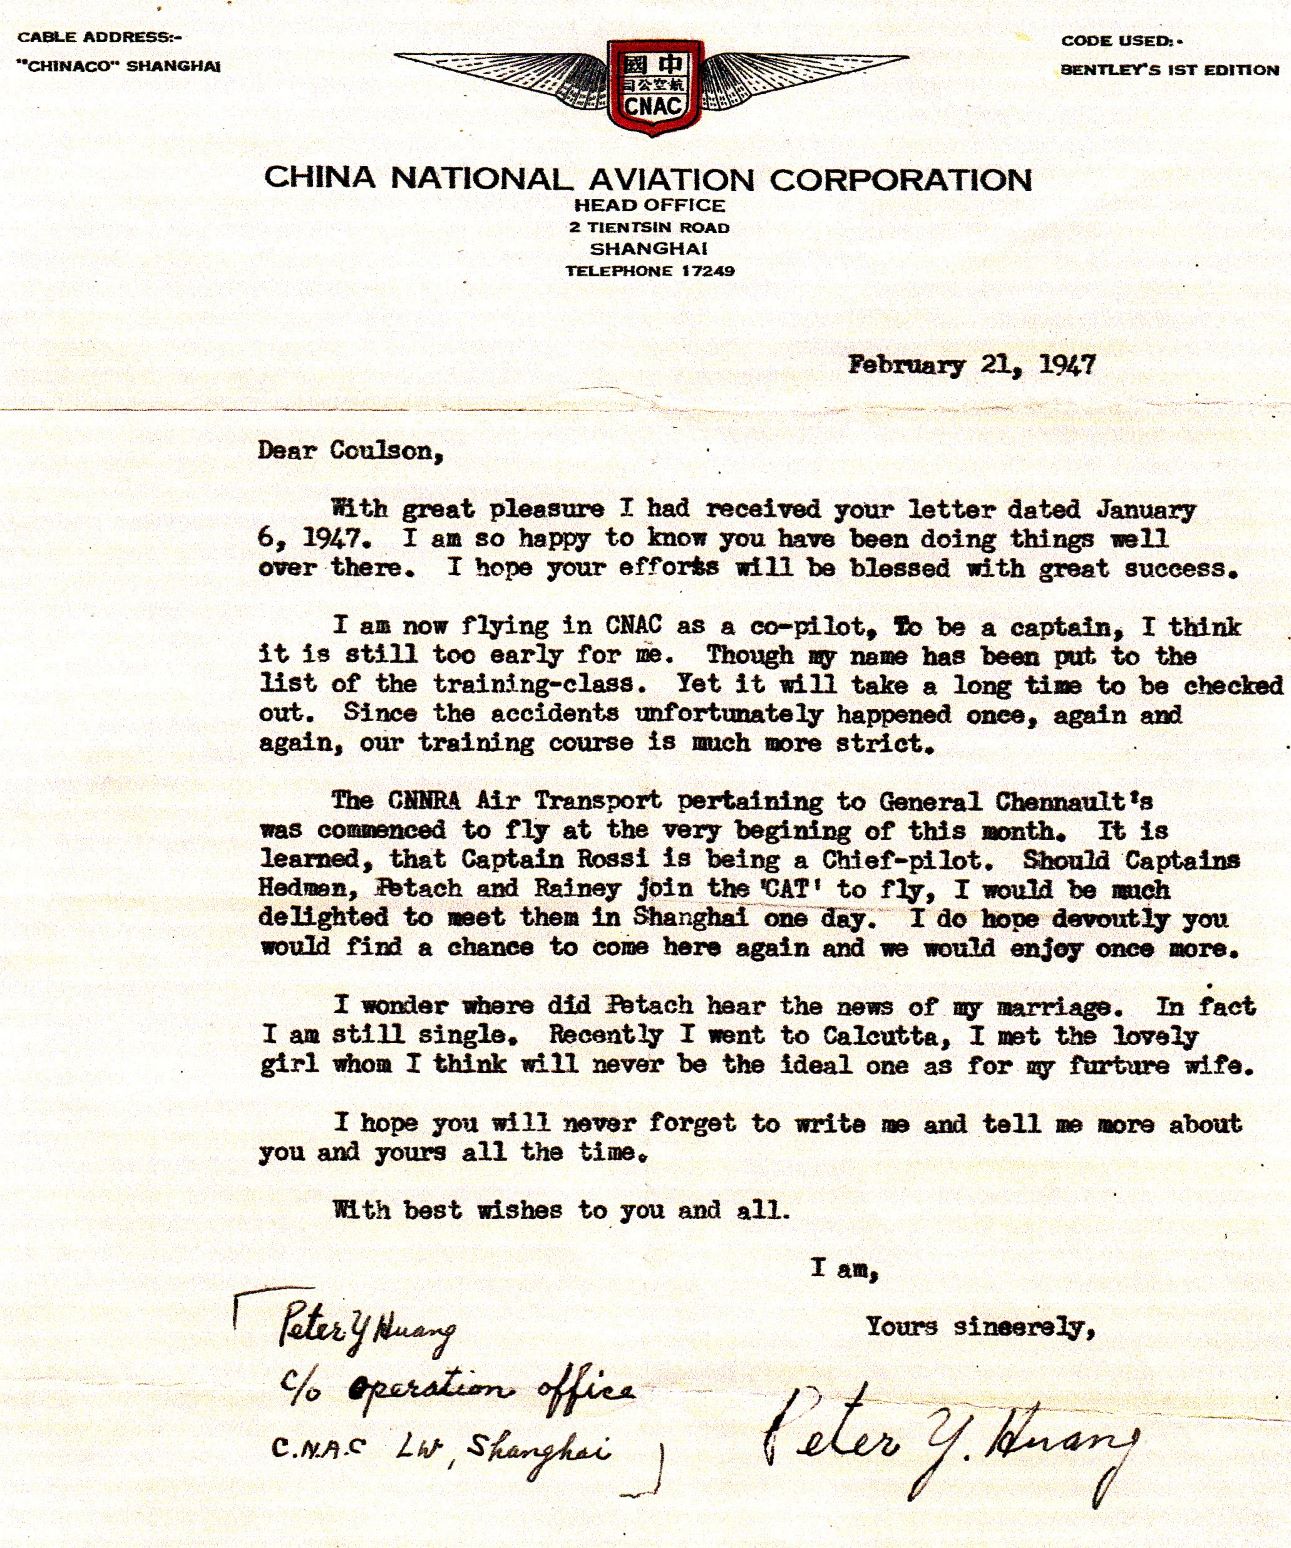 CABLE ADDRESS:-
"CHINACO" SHANGHAI
國 中
司公空航
CNAC
CODE USED:-
BENTLEY'S 1ST EDITION
CHINA NATIONAL AVIATION CORPORATION
HEAD OFFICE
2 TIENTSIN ROAD
SHANGHAI
TELEPHONE 17249
February 21, 1947
Dear Coulson,
With great pleasure I had received your letter dated January
6, 1947. I am so happy to know you have been doing things well
over there. I hope your efforts will be blessed with great success.
I am now flying in CNAC as a co-pilot, To be a captain, I think
it is still too early for me. Though my name has been put to the
list of the training-class. Yet it will take a long time to be checked
out. Since the accidents unfortunately happened once, again and
again, our training course is much more strict.
The CNNRA Air Transport pertaining to General Chennault's
was commenced to fly at the very begining of this month. It is
learned, that Captain Rossi is being a Chief-pilot. Should Captains
Hedman, Petach and Rainey join the 'CAT' to fly, I would be much
delighted to meet them in Shanghai one day. I do hope devoutly you
would find a chance to come here again and we would enjoy once more.
I wonder where did Petach hear the news of my marriage. In fact
I am still single. Recently I went to Calcutta, I met the lovely
girl whom I think will never be the ideal one as for my furture wife.
I hope you will never forget to write me and tell me more about
you and yours all the time.
With best wishes to you and all.
I am,
Yours sincerely,
Peter Y. Huang
Peter Y Huang
c/o operation office
C.N.A.C LW, Shanghai